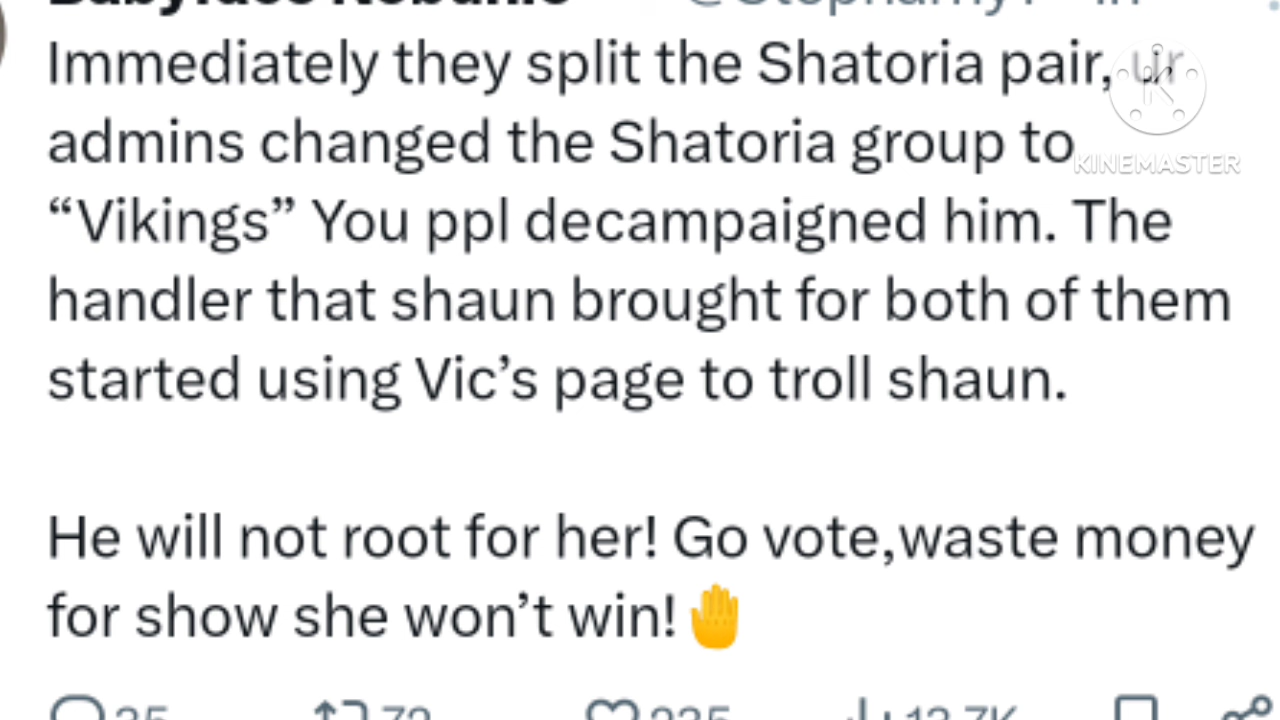 Immediately they split the Shatoria pair, ur
admins changed the Shatoria group to
KINEMASTER
“Vikings” You ppl decampaigned him. The
handler that shaun brought for both of them
started using Vic’s page to troll shaun.
He will not root for her! Go vote,waste money
for show she won’t win!🤚